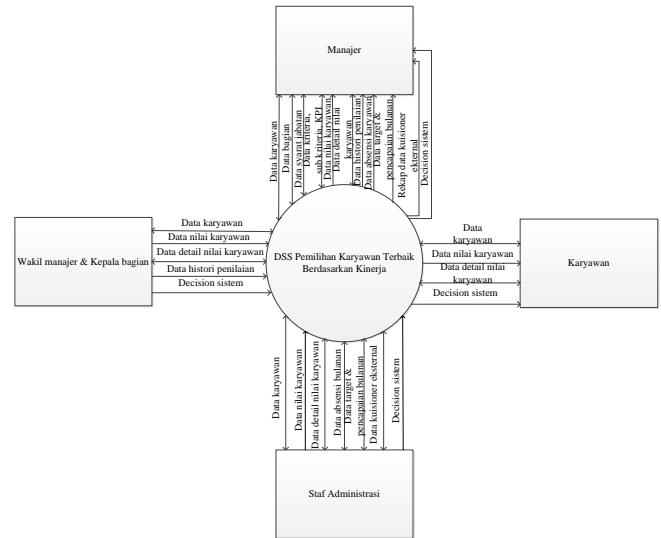 Manajer
Data karyawan
Data bagian
Data syarat jabatan
Data kriteria,
sub kriteria, KPI
Data nilai karyawan
Data detail nilai
karyawan
Data histori penilaian
Data absensi karyawan
Data target &
pencapaian bulanan
Rekap data kuisioner
ekternal
Decision sistem
Wakil manajer & Kepala bagian
Data karyawan
Data nilai karyawan
Data detail nilai karyawan
Data histori penilaian
Decision sistem
DSS Pemilihan Karyawan Terbaik
Berdasarkan Kinerja
Data
karyawan
Data nilai karyawan
Data detail nilai
karyawan
Decision sistem
Karyawan
Data karyawan
Data nilai karyawan
Data detail nilai karyawan
Data absensi bulanan
Data target &
pencapaian bulanan
Data kuisioner eksternal
Decision sistem
Staf Administrasi